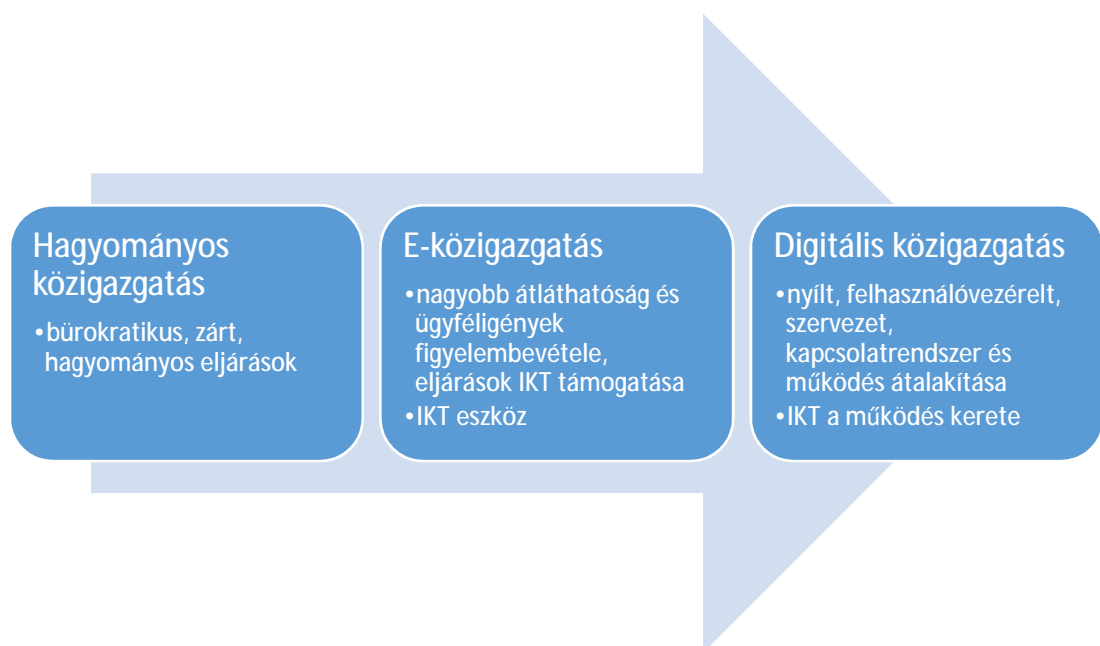 Hagyományos
közigazgatás
•bürokratikus, zárt,
hagyományos eljárások
E-közigazgatás
•nagyobb átláthatóság és
ügyféligények
figyelembevétele,
eljárások IKT támogatása
•IKT eszköz
Digitális közigazgatás
•nyílt, felhasználóvezérelt,
szervezet,
kapcsolatrendszer és
működés átalakítása
•IKT a működés kerete